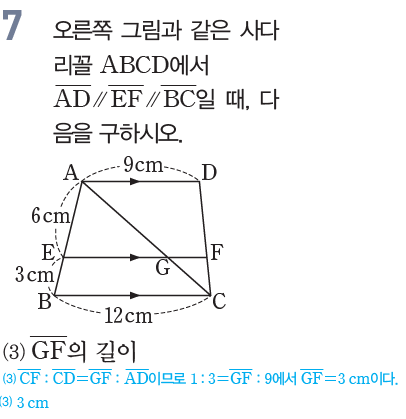 7 오른쪽 그림과 같은 사다
리꼴 ABCD에서
AD∥EF∥BC일 때, 다
음을 구하시오.
9cm
A D
6cm
E F
3cm G
B C
12cm
(3) GF의 길이
(3) CF : CD=GF : AD이므로 1 : 3=GF : 9에서 GF=3 cm이다.
(3) 3 cm